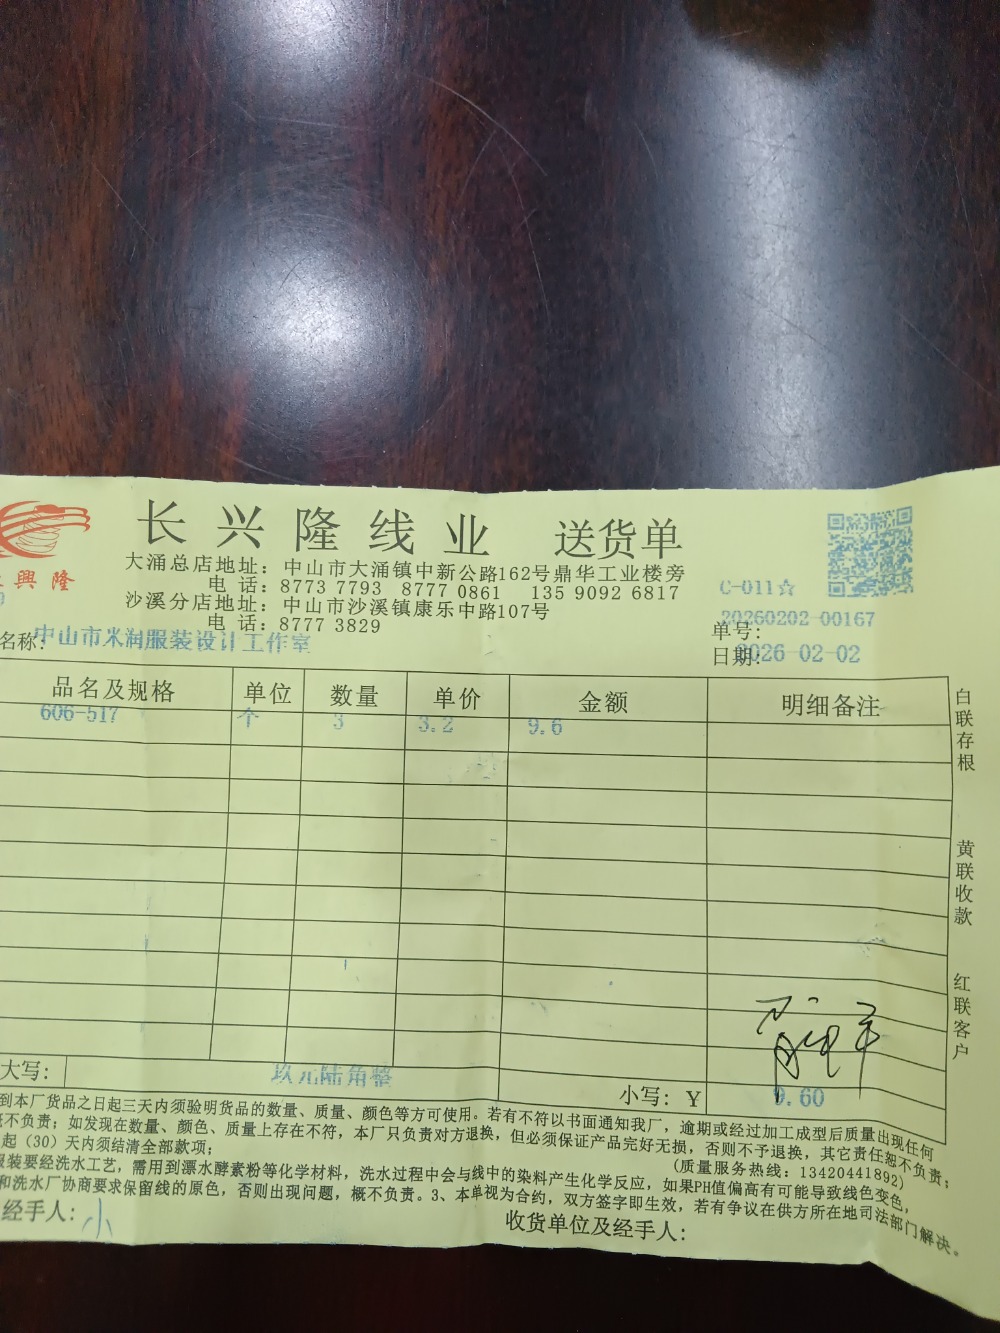 興隆
长兴隆线业 送货单
大涌总店地址：中山市大涌镇中新公路162号鼎华工业楼旁
电话：8773 7793 8777 0861 135 9092 6817
沙溪分店地址：中山市沙溪镇康乐中路107号
电话：8777 3829
C-011☆
名称：中山市米润服装设计工作室
单号：20260202-00167
日期：2026-02-02
品名及规格 单位 数量 单价 金额 明细备注
606-517 个 3 3.2 9.6
白联存根
黄联收款
红联客户
大写： 玖元陆角整 小写：Y 9.60
到本厂货品之日起三天内须验明货品的数量、质量、颜色等方可使用。若有不符以书面通知我厂，逾期或经过加工成型后质量出现任何
概不负责；如发现在数量、颜色、质量上存在不符，本厂只负责对方退换，但必须保证产品完好无损，否则不予退换，其它责任恕不负责；
起（30）天内须结清全部款项； （质量服务热线：13420441892）
服装要经洗水工艺，需用到漂水酵素粉等化学材料，洗水过程中会与线中的染料产生化学反应，如果PH值偏高有可能导致线色变色，
和洗水厂协商要求保留线的原色，否则出现问题，概不负责。3、本单视为合约，双方签字即生效，若有争议在供方所在地司法部门解决。
经手人：小 收货单位及经手人：